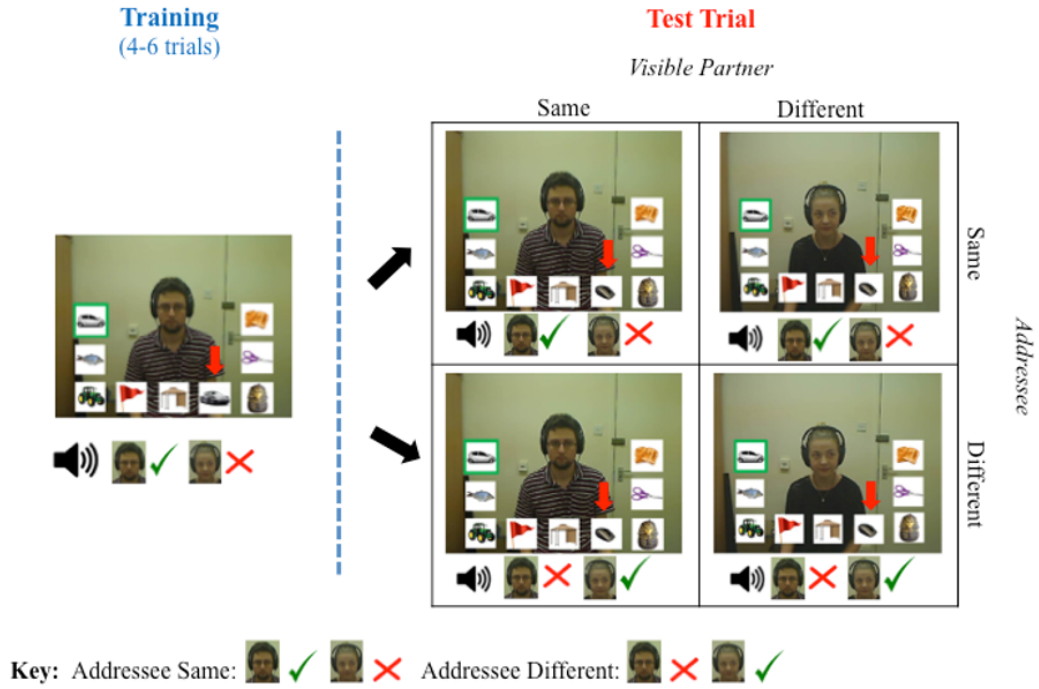 Training
(4-6 trials)
Test Trial
Visible Partner
Same
Different
Same
Different
Addressee
Key: Addressee Same:
Addressee Different: